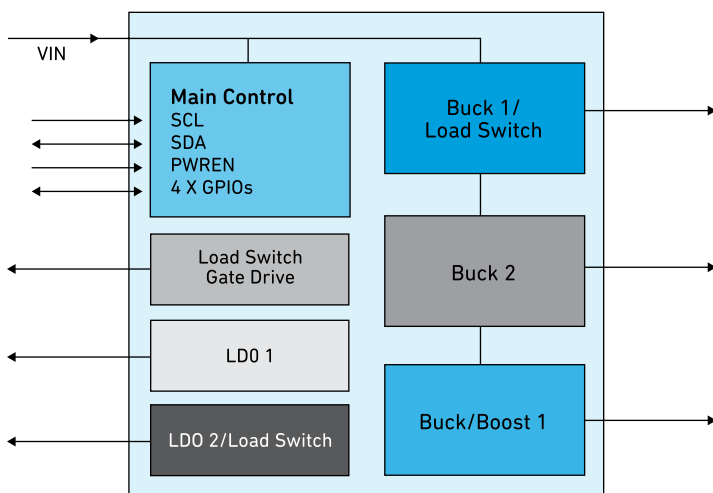 VIN
Main Control
SCL
SDA
PWREN
4 X GPIOs
Buck 1/
Load Switch
Load Switch
Gate Drive
Buck 2
LDO 1
LDO 2/Load Switch
Buck/Boost 1